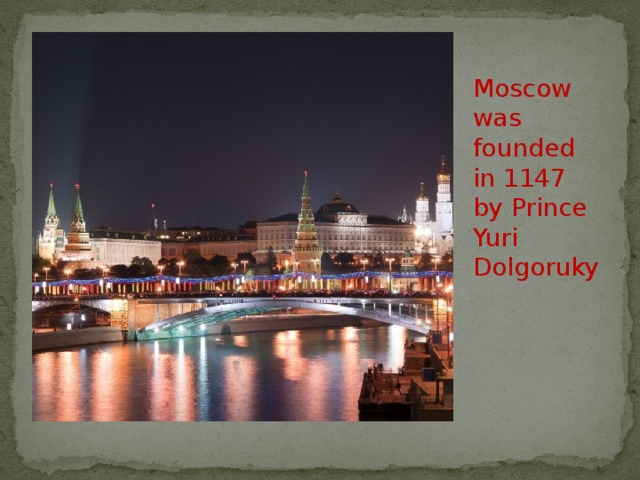 Moscow
was
founded
in 1147
by Prince
Yuri
Dolgoruky